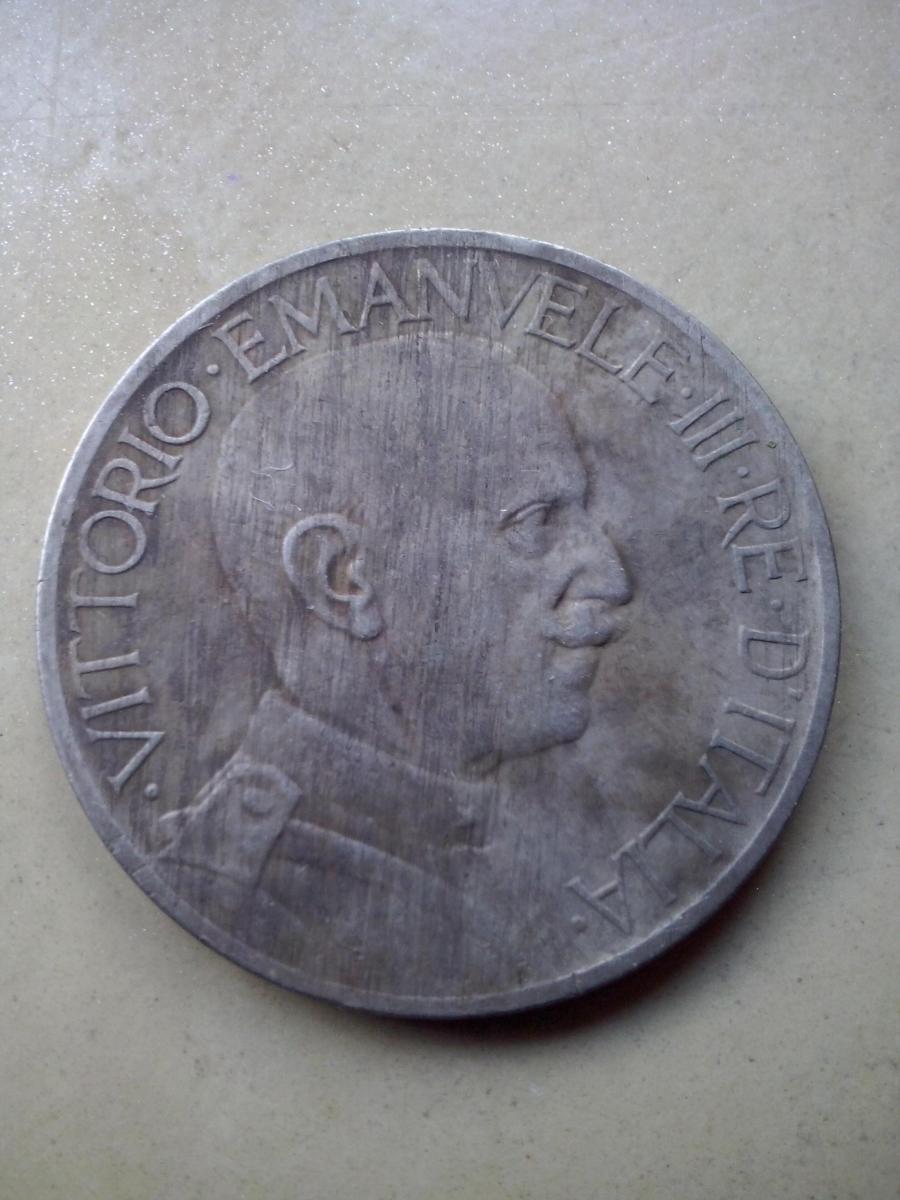 · VITTORIO · EMANVELE · III · RE · D'ITALIA ·